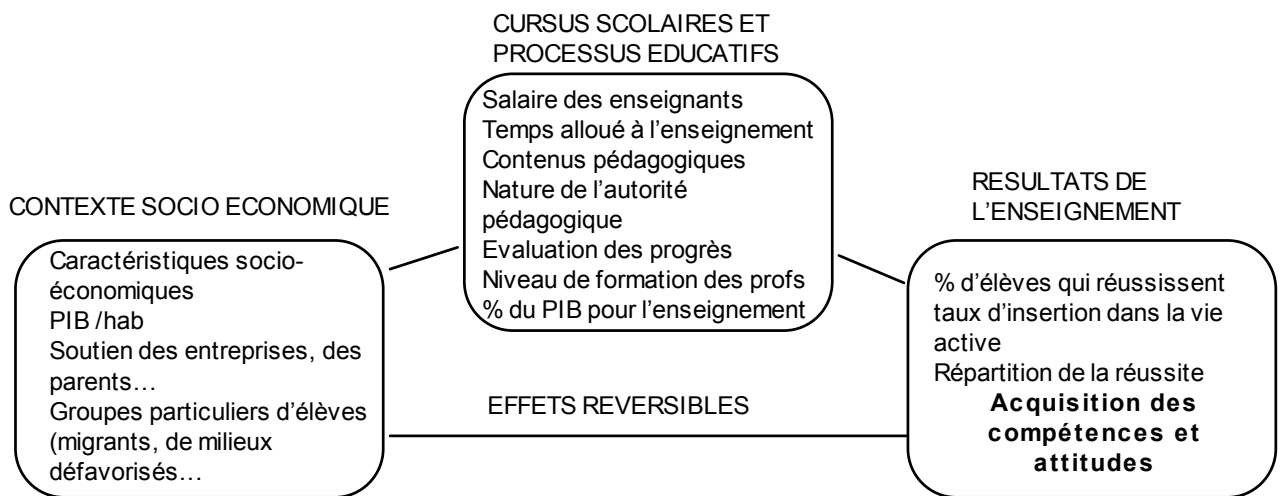 CURSUS SCOLAIRES ET
PROCESSUS EDUCATIFS
Salaire des enseignants
Temps alloué à l'enseignement
Contenus pédagogiques
Nature de l'autorité
pédagogique
Evaluation des progrès
Niveau de formation des profs
% du PIB pour l'enseignement
CONTEXTE SOCIO ECONOMIQUE
Caractéristiques socio-
économiques
PIB /hab
Soutien des entreprises, des
parents…
Groupes particuliers d'élèves
(migrants, de milieux
défavorisés…
EFFETS REVERSIBLES
RESULTATS DE
L'ENSEIGNEMENT
% d'élèves qui réussissent
taux d'insertion dans la vie
active
Répartition de la réussite
Acquisition des
compétences et
attitudes